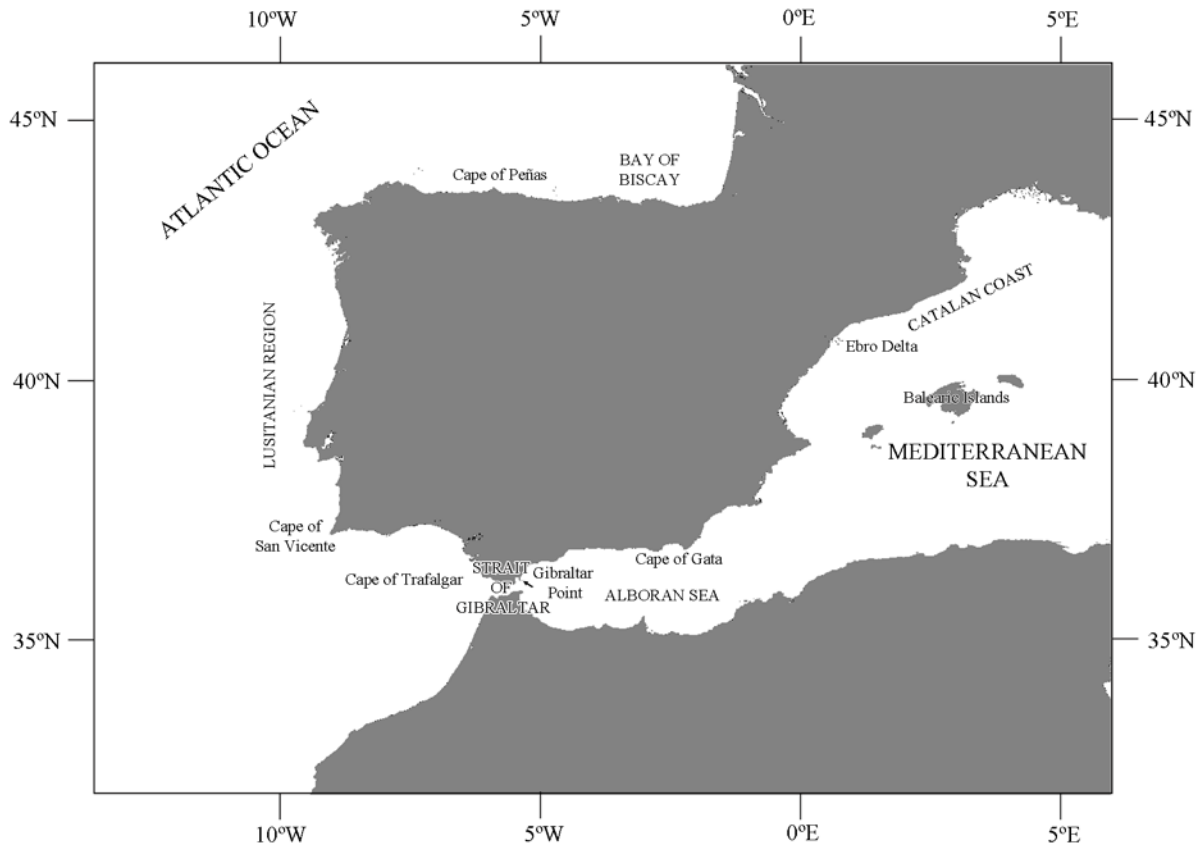 10ºW
5ºW
0ºE
5ºE
45ºN
45ºN
ATLANTIC OCEAN
BAY OF
BISCAY
Cape of Peñas
CATALAN COAST
LUSITANIAN REGION
Ebro Delta
40ºN
40ºN
Balearic Islands
MEDITERRANEAN
SEA
Cape of
San Vicente
Cape of Gata
STRAIT
OF
GIBRALTAR
Gibraltar
Point
Cape of Trafalgar
ALBORAN SEA
35ºN
35ºN
10ºW
5ºW
0ºE
5ºE